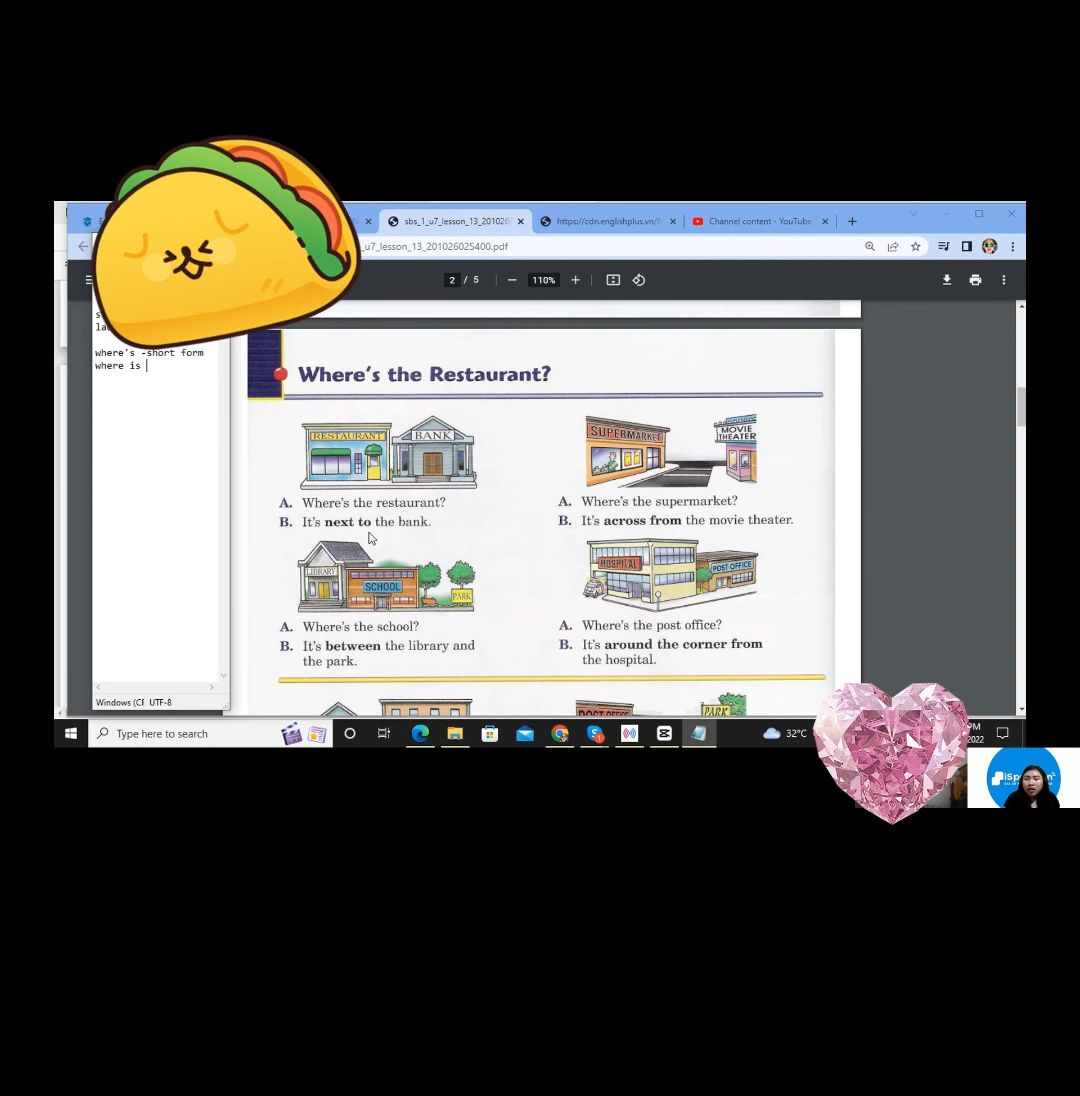 sbs_1_u7_lesson_13_20102
https://cdn.englishplus.vn/
Channel content - YouTube
_u7_lesson_13_201026025400.pdf
2 / 5
110%
where's -short form
where is
Windows (CF UTF-8
Where's the Restaurant?
RESTAURANT
BANK
A. Where's the restaurant?
B. It's next to the bank.
SUPERMARKET
MOVIE
THEATER
A. Where's the supermarket?
B. It's across from the movie theater.
LIBRARY
SCHOOL
PARK
A. Where's the school?
B. It's between the library and
the park.
HOSPITAL
POST OFFICE
A. Where's the post office?
B. It's around the corner from
the hospital.
POST OFFICE
PARK
Type here to search
32°C
PM
2022